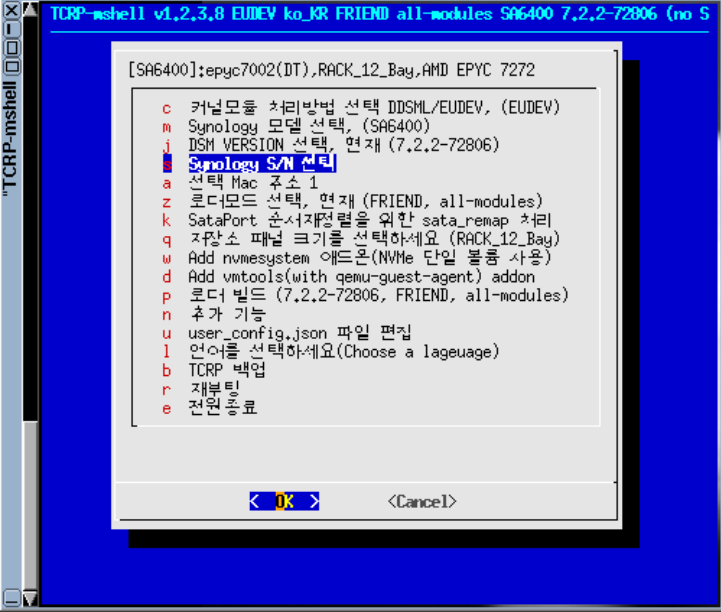 TCRP-mshell v1.2.3.8 EUDEV ko_KR FRIEND all-modules SA6400 7.2.2-72806 (no S
"TCRP-mshell
[SA6400]:epyc7002(DT),RACK_12_Bay,AMD EPYC 7272
c 커널모듈 처리방법 선택 DDSML/EUDEV, (EUDEV)
m Synology 모델 선택, (SA6400)
j DSM VERSION 선택, 현재 (7.2.2-72806)
s Synology S/N 선택
a 선택 Mac 주소 1
z 로더모드 선택, 현재 (FRIEND, all-modules)
k SataPort 순서재정렬을 위한 sata_remap 처리
q 저장소 패널 크기를 선택하세요 (RACK_12_Bay)
w Add nvmesystem 애드온(NVMe 단일 볼륨 사용)
d Add vmtools(with qemu-guest-agent) addon
p 로더 빌드 (7.2.2-72806, FRIEND, all-modules)
n 추가 기능
u user_config.json 파일 편집
l 언어를 선택하세요(Choose a lageuage)
b TCRP 백업
r 재부팅
e 전원종료
< OK > <Cancel>